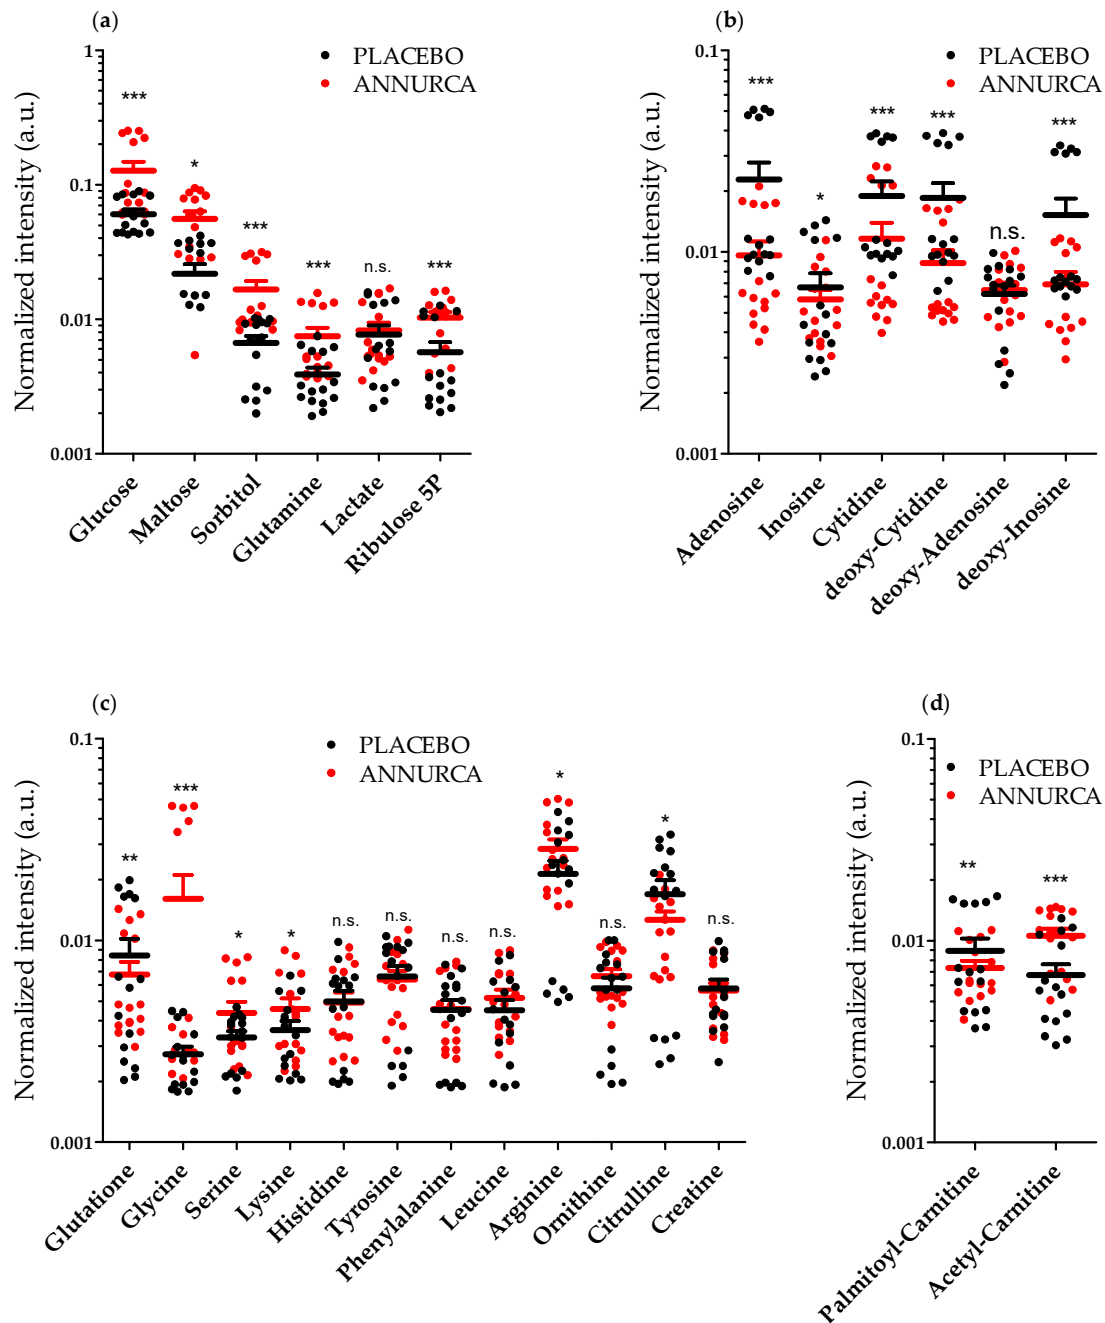 (a)
PLACEBO
ANNURCA
Normalized intensity (a.u.)
1
0.1
0.01
0.001
***
*
***
***
n.s.
***
Glucose
Maltose
Sorbitol
Glutamine
Lactate
Ribulose 5P
(b)
PLACEBO
ANNURCA
Normalized intensity (a.u.)
0.1
0.01
0.001
***
*
***
***
n.s.
***
Adenosine
Inosine
Cytidine
deoxy-Cytidine
deoxy-Adenosine
deoxy-Inosine
(c)
PLACEBO
ANNURCA
Normalized intensity (a.u.)
0.1
0.01
0.001
**
***
*
*
n.s.
n.s.
n.s.
n.s.
*
n.s.
*
n.s.
Glutatione
Glycine
Serine
Lysine
Histidine
Tyrosine
Phenylalanine
Leucine
Arginine
Ornithine
Citrulline
Creatine
(d)
PLACEBO
ANNURCA
Normalized intensity (a.u.)
0.1
0.01
0.001
**
***
Palmitoyl-Carnitine
Acetyl-Carnitine